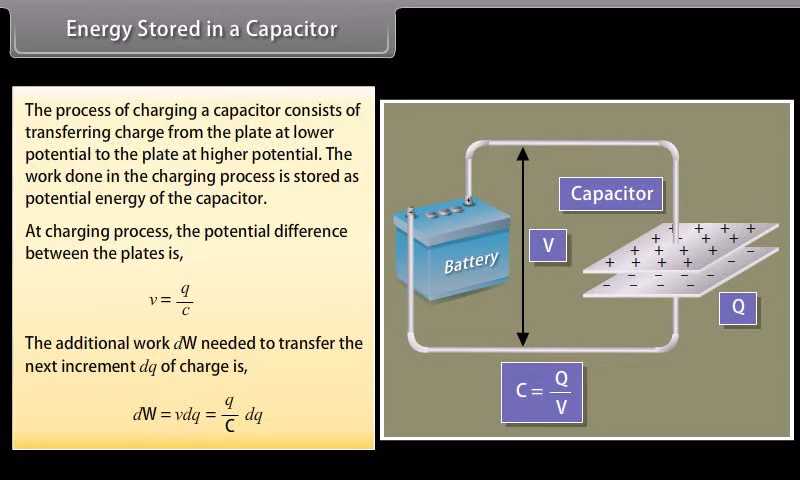 Energy Stored in a Capacitor
The process of charging a capacitor consists of
transferring charge from the plate at lower
potential to the plate at higher potential. The
work done in the charging process is stored as
potential energy of the capacitor.
At charging process, the potential difference
between the plates is,
v = q/c
The additional work dW needed to transfer the
next increment dq of charge is,
dW = vdq = q/C dq
Capacitor
V
Battery
Q
C = Q/V